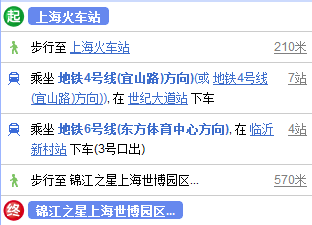 起 上海火车站
步行至 上海火车站 210米
乘坐 地铁4号线(宜山路方向)(或 地铁4号线 7站
(宜山路方向)), 在 世纪大道站 下车
乘坐 地铁6号线(东方体育中心方向), 在 临沂 4站
新村站 下车(3号口出)
步行至 锦江之星上海世博园区... 570米
终 锦江之星上海世博园区...